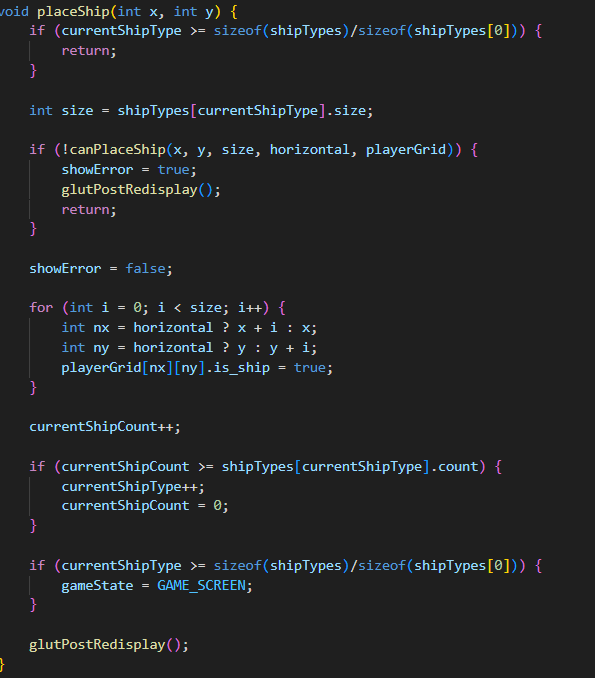 void placeShip(int x, int y) {
    if (currentShipType >= sizeof(shipTypes)/sizeof(shipTypes[0])) {
        return;
    }

    int size = shipTypes[currentShipType].size;

    if (!canPlaceShip(x, y, size, horizontal, playerGrid)) {
        showError = true;
        glutPostRedisplay();
        return;
    }

    showError = false;

    for (int i = 0; i < size; i++) {
        int nx = horizontal ? x + i : x;
        int ny = horizontal ? y : y + i;
        playerGrid[nx][ny].is_ship = true;
    }

    currentShipCount++;

    if (currentShipCount >= shipTypes[currentShipType].count) {
        currentShipType++;
        currentShipCount = 0;
    }

    if (currentShipType >= sizeof(shipTypes)/sizeof(shipTypes[0])) {
        gameState = GAME_SCREEN;
    }

    glutPostRedisplay();
}